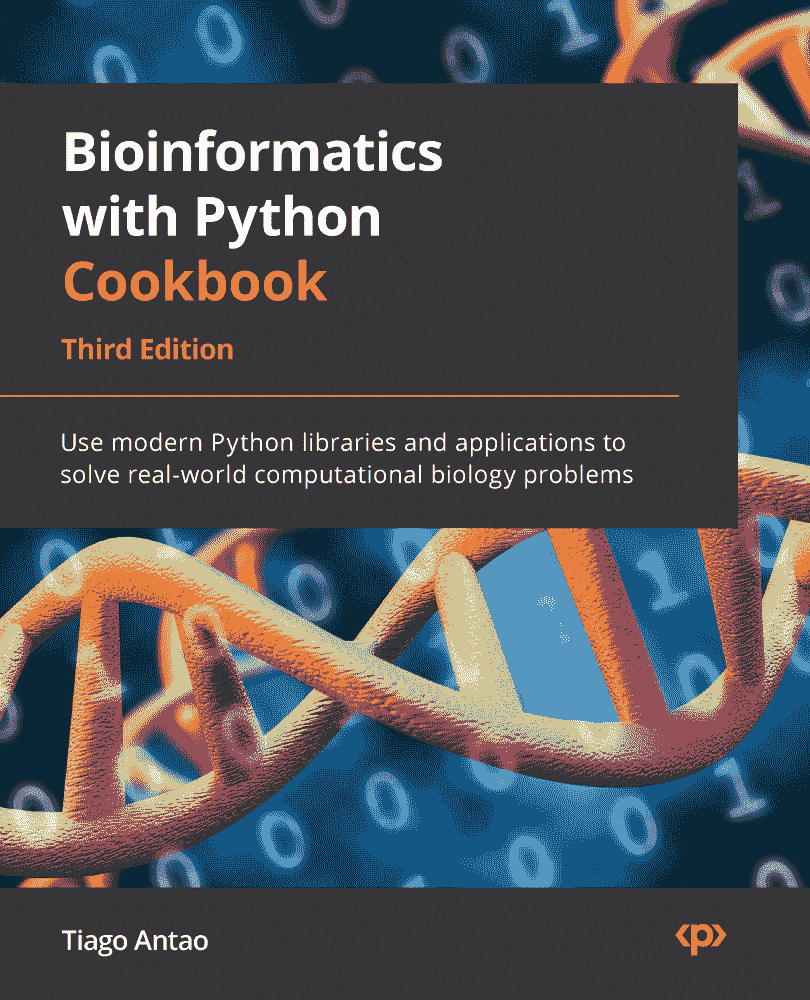 Bioinformatics
with Python
Cookbook
Third Edition
Use modern Python libraries and applications to
solve real-world computational biology problems
Tiago Antao
<p>